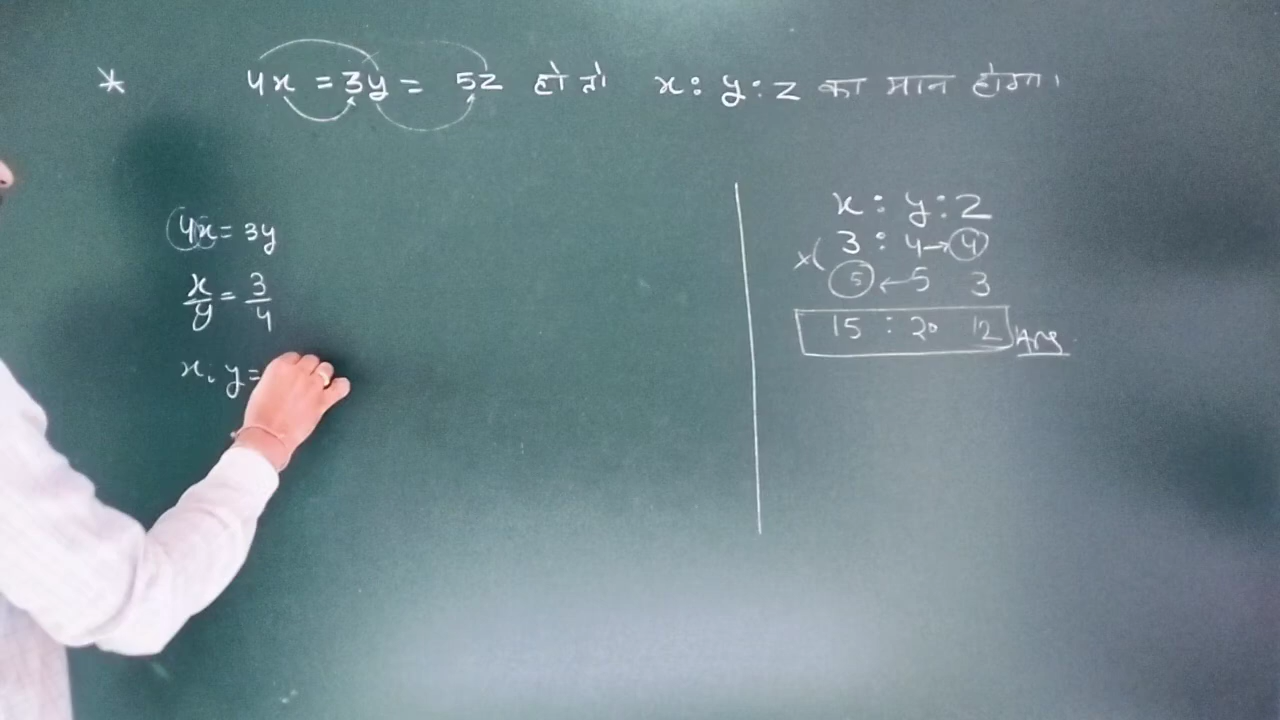 * 4x = 3y = 5z हो तो x : y : z का मान होगा।
4x = 3y
x/y = 3/4
x : y =
x : y : z
3 : 4 → 4
×( 5 ← 5 3
15 : 20 12 Ans